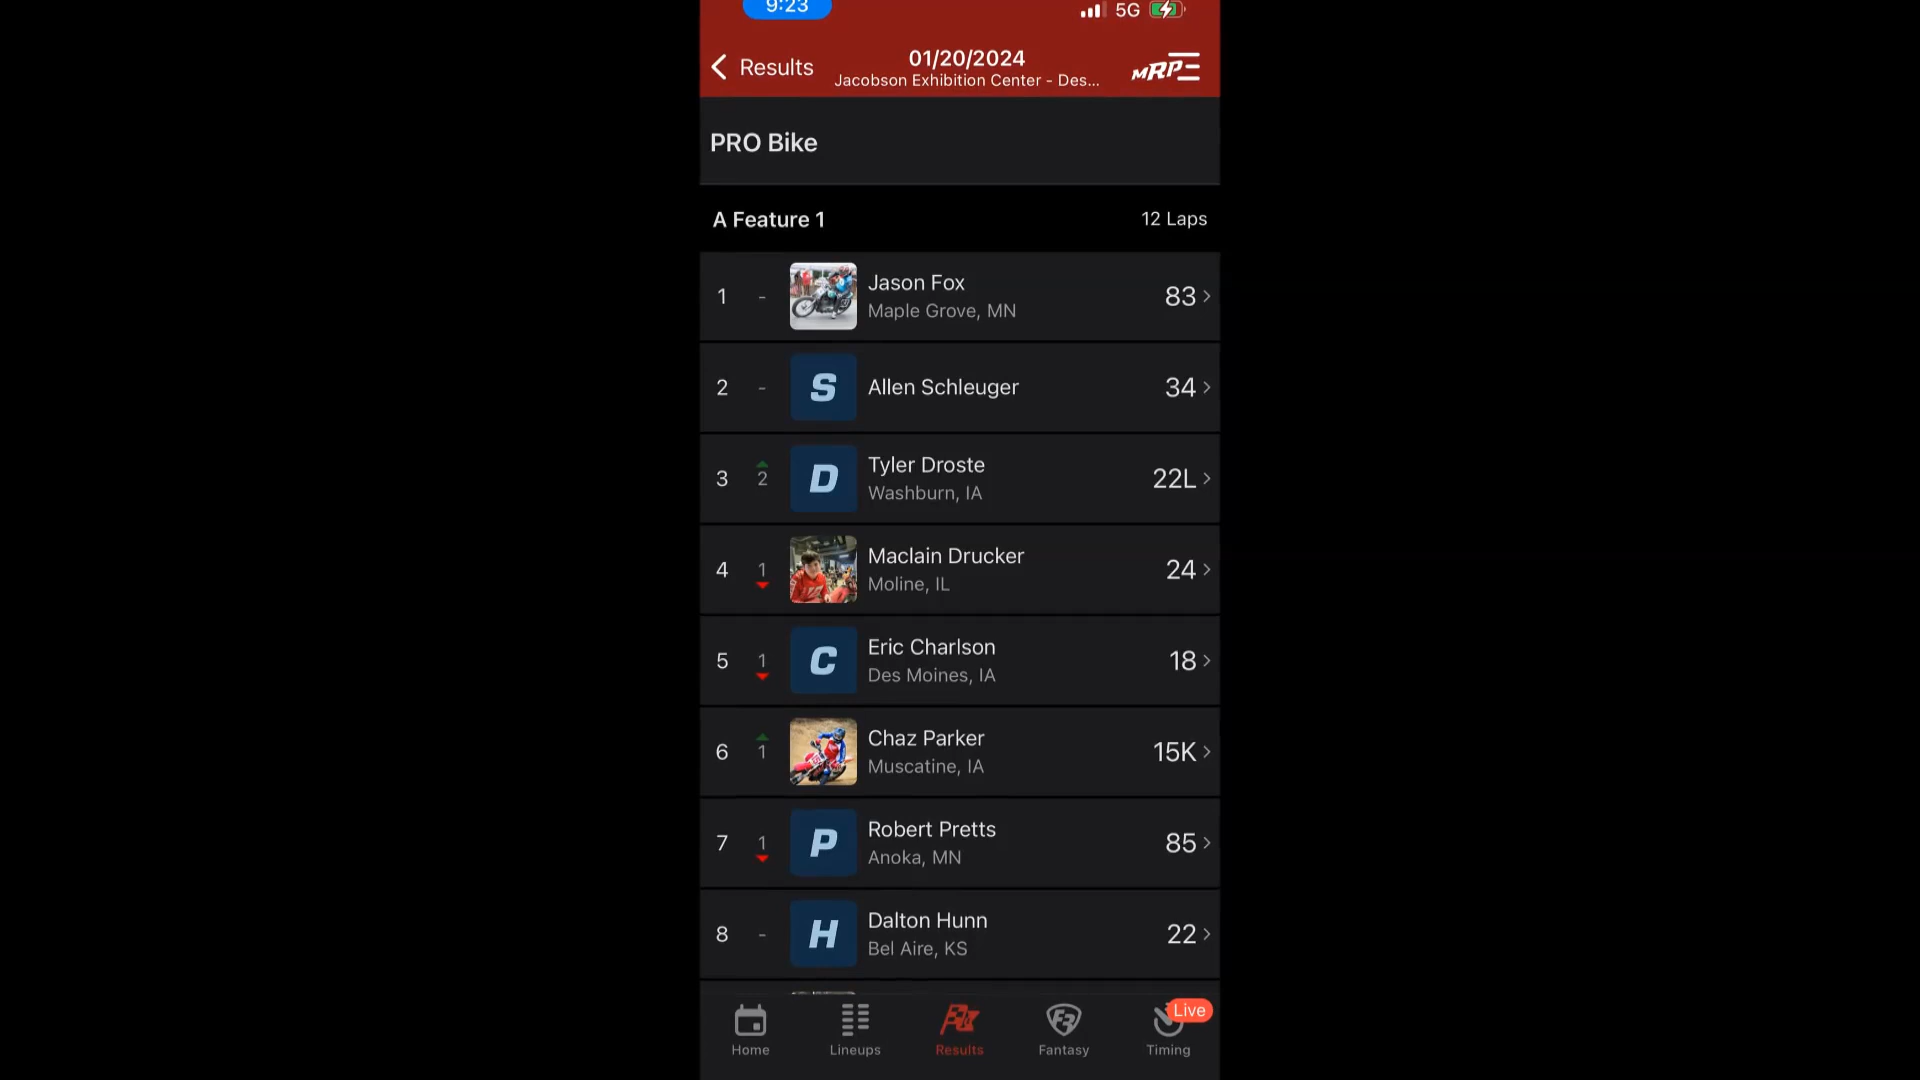 9:23
5G
Results
01/20/2024
Jacobson Exhibition Center - Des...
MRP
PRO Bike
A Feature 1
12 Laps
1 - Jason Fox 83
Maple Grove, MN
2 - S Allen Schleuger 34
3 2 D Tyler Droste 22L
Washburn, IA
4 1 Maclain Drucker 24
Moline, IL
5 1 C Eric Charlson 18
Des Moines, IA
6 1 Chaz Parker 15K
Muscatine, IA
7 1 P Robert Pretts 85
Anoka, MN
8 - H Dalton Hunn 22
Bel Aire, KS
Live
Home
Lineups
Results
Fantasy
Timing